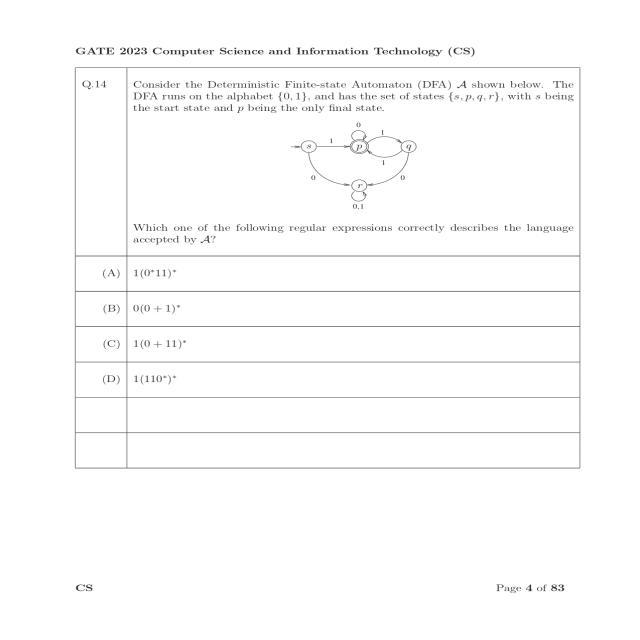 GATE 2023 Computer Science and Information Technology (CS)
Q.14 Consider the Deterministic Finite-state Automaton (DFA) 𝒜 shown below. The
DFA runs on the alphabet {0, 1}, and has the set of states {s, p, q, r}, with s being
the start state and p being the only final state.
0
1 1
s p q
1
0 0
r
0,1
Which one of the following regular expressions correctly describes the language
accepted by 𝒜?
(A) 1(0*11)*
(B) 0(0 + 1)*
(C) 1(0 + 11)*
(D) 1(110*)*
CS Page 4 of 83